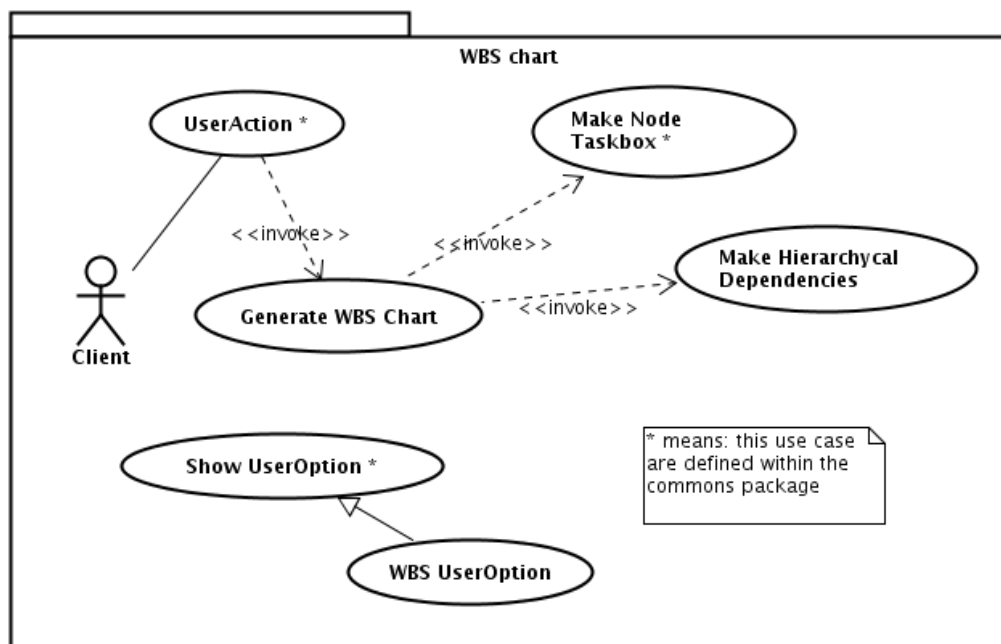 WBS chart
UserAction *
Make Node
Taskbox *
<<invoke>>
<<invoke>>
Make Hierarchycal
Dependencies
<<invoke>>
Generate WBS Chart
Client
Show UserOption *
* means: this use case
are defined within the
commons package
WBS UserOption